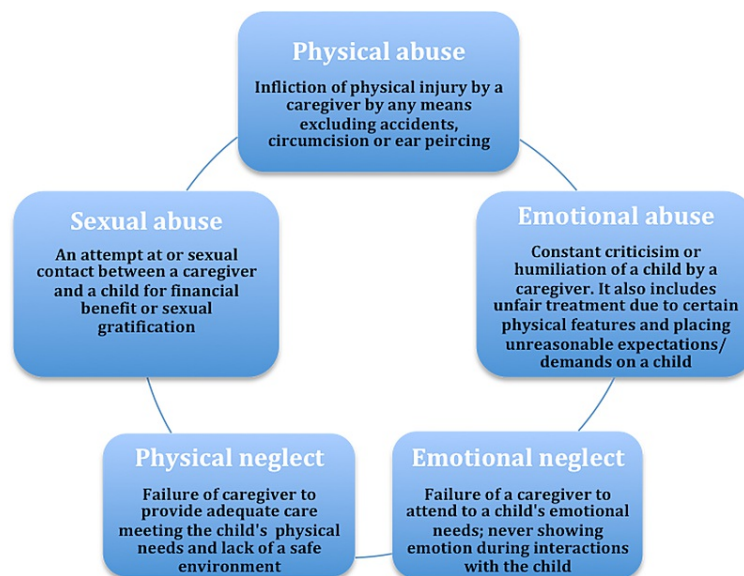 Physical abuse
Infliction of physical injury by a
caregiver by any means
excluding accidents,
circumcision or ear peircing
Sexual abuse
An attempt at or sexual
contact between a caregiver
and a child for financial
benefit or sexual
gratification
Emotional abuse
Constant criticisim or
humiliation of a child by a
caregiver. It also includes
unfair treatment due to certain
physical features and placing
unreasonable expectations/
demands on a child
Physical neglect
Failure of caregiver to
provide adequate care
meeting the child's physical
needs and lack of a safe
environment
Emotional neglect
Failure of a caregiver to
attend to a child's emotional
needs; never showing
emotion during interactions
with the child